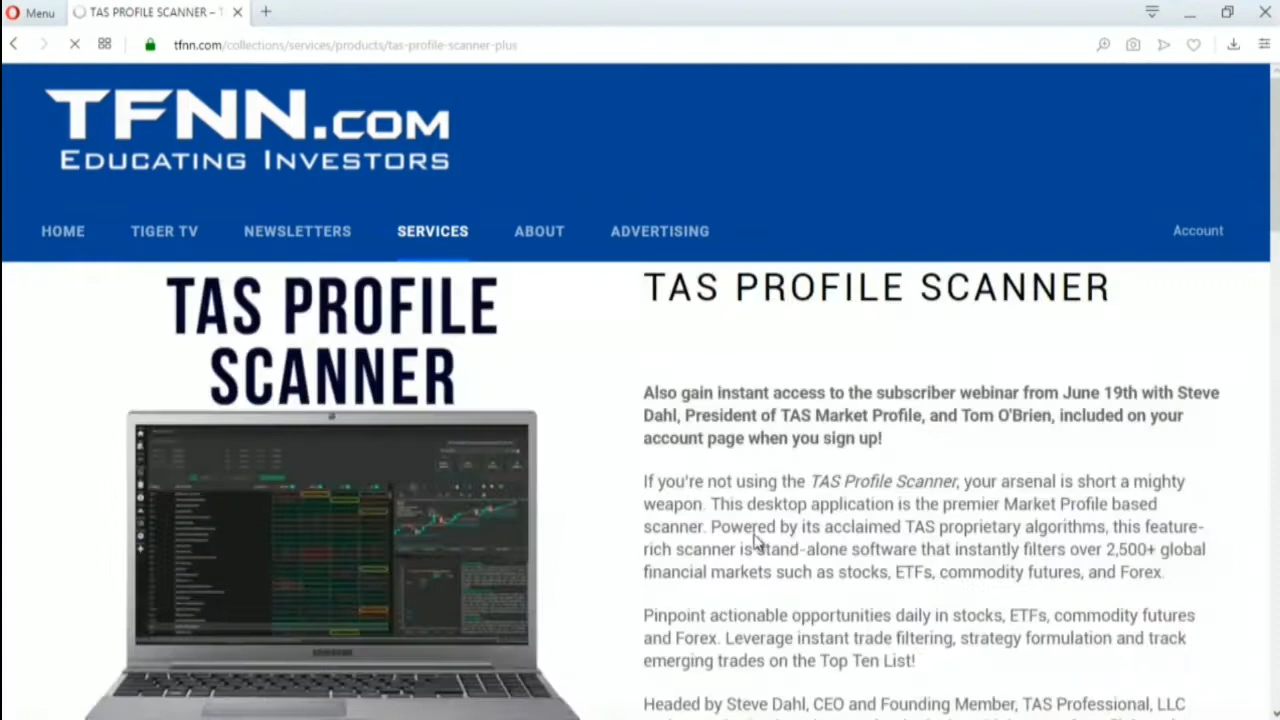 Menu
TAS PROFILE SCANNER – T
tfnn.com/collections/services/products/tas-profile-scanner-plus
TFNN.COM
EDUCATING INVESTORS
HOME TIGER TV NEWSLETTERS SERVICES ABOUT ADVERTISING Account
TAS PROFILE
SCANNER
TAS PROFILE SCANNER
Also gain instant access to the subscriber webinar from June 19th with Steve
Dahl, President of TAS Market Profile, and Tom O'Brien, included on your
account page when you sign up!
If you're not using the TAS Profile Scanner, your arsenal is short a mighty
weapon. This desktop application is the premier Market Profile based
scanner. Powered by its acclaimed TAS proprietary algorithms, this feature-
rich scanner is stand-alone software that instantly filters over 2,500+ global
financial markets such as stocks, ETFs, commodity futures, and Forex.
Pinpoint actionable opportunities daily in stocks, ETFs, commodity futures
and Forex. Leverage instant trade filtering, strategy formulation and track
emerging trades on the Top Ten List!
Headed by Steve Dahl, CEO and Founding Member, TAS Professional, LLC